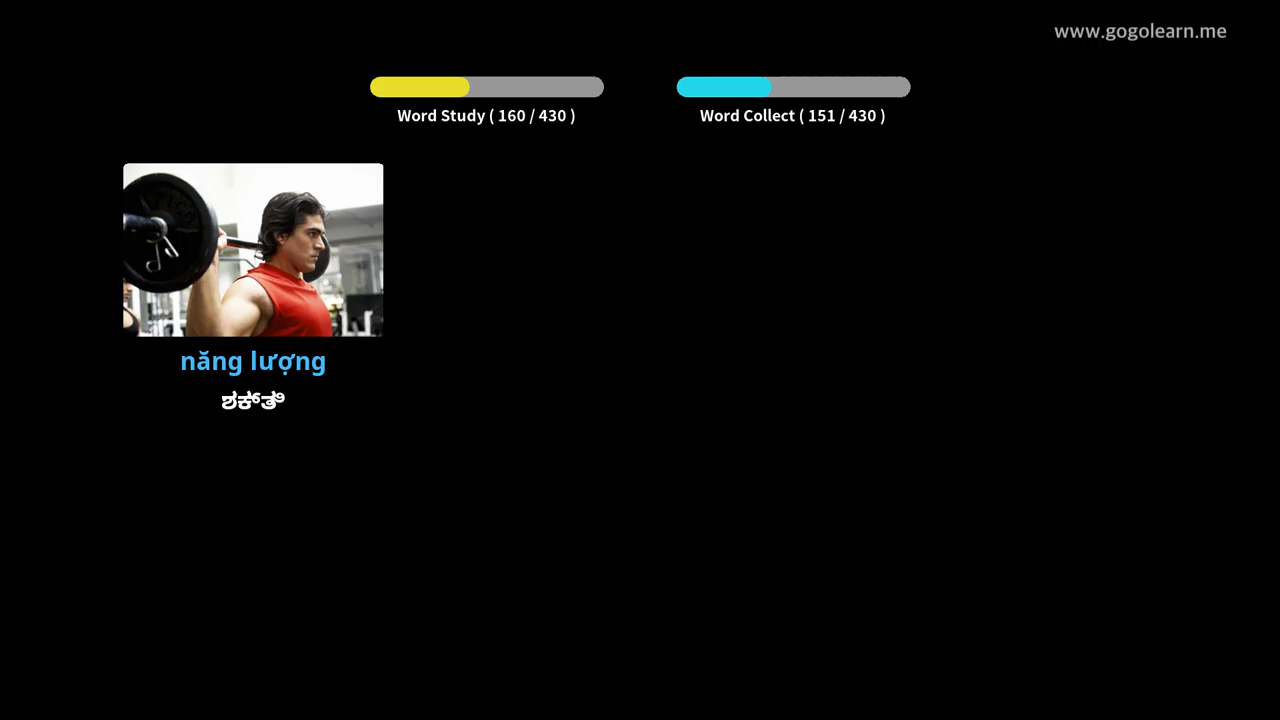 www.gogolearn.me
Word Study ( 160 / 430 )
Word Collect ( 151 / 430 )
năng lượng
ಶಕ್ತಿ